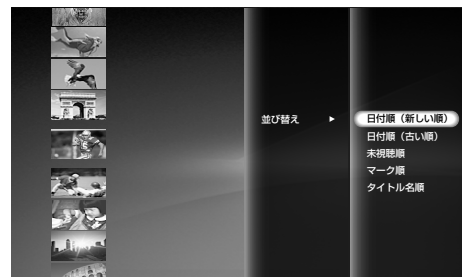 並び替え ▶
日付順（新しい順）
日付順（古い順）
未視聴順
マーク順
タイトル名順